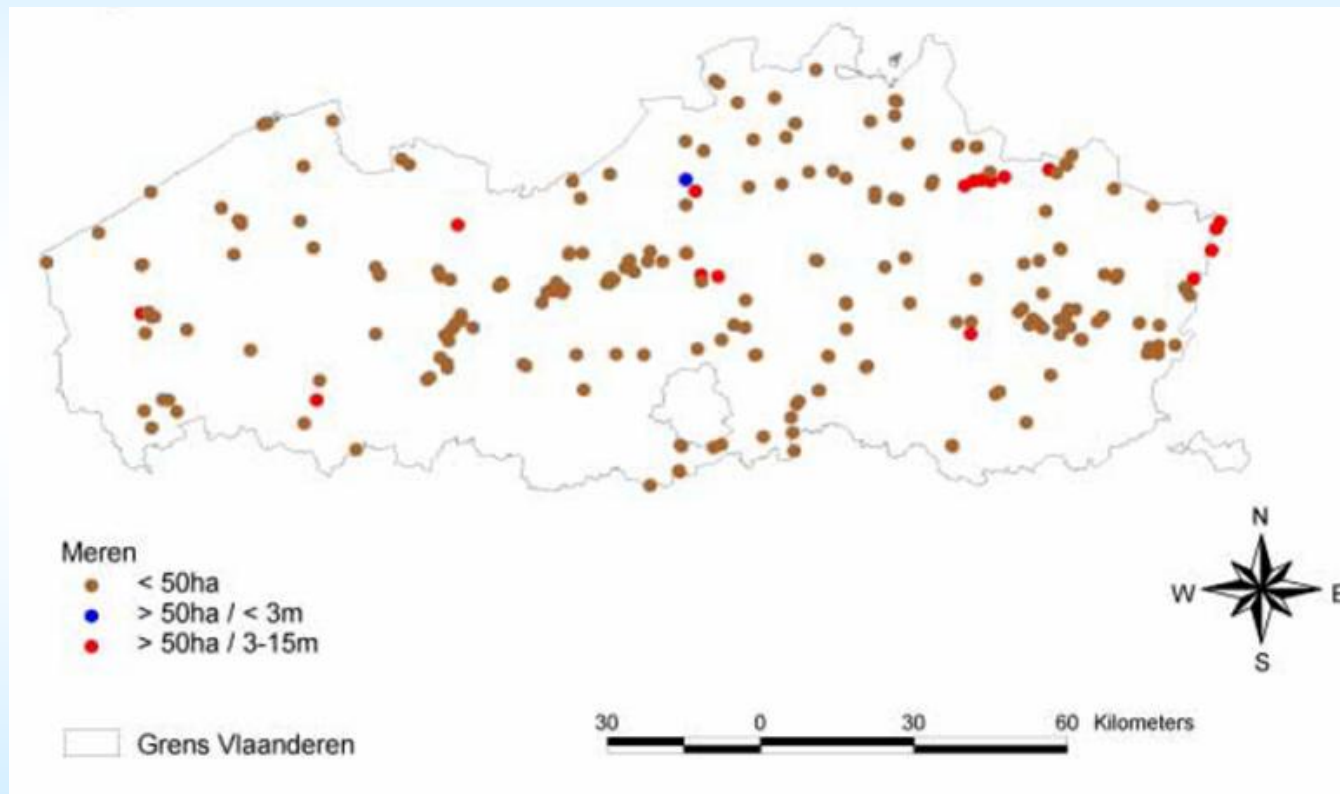 Meren
< 50ha
> 50ha / < 3m
> 50ha / 3-15m
Grens Vlaanderen
N
W E
S
30 0 30 60 Kilometers